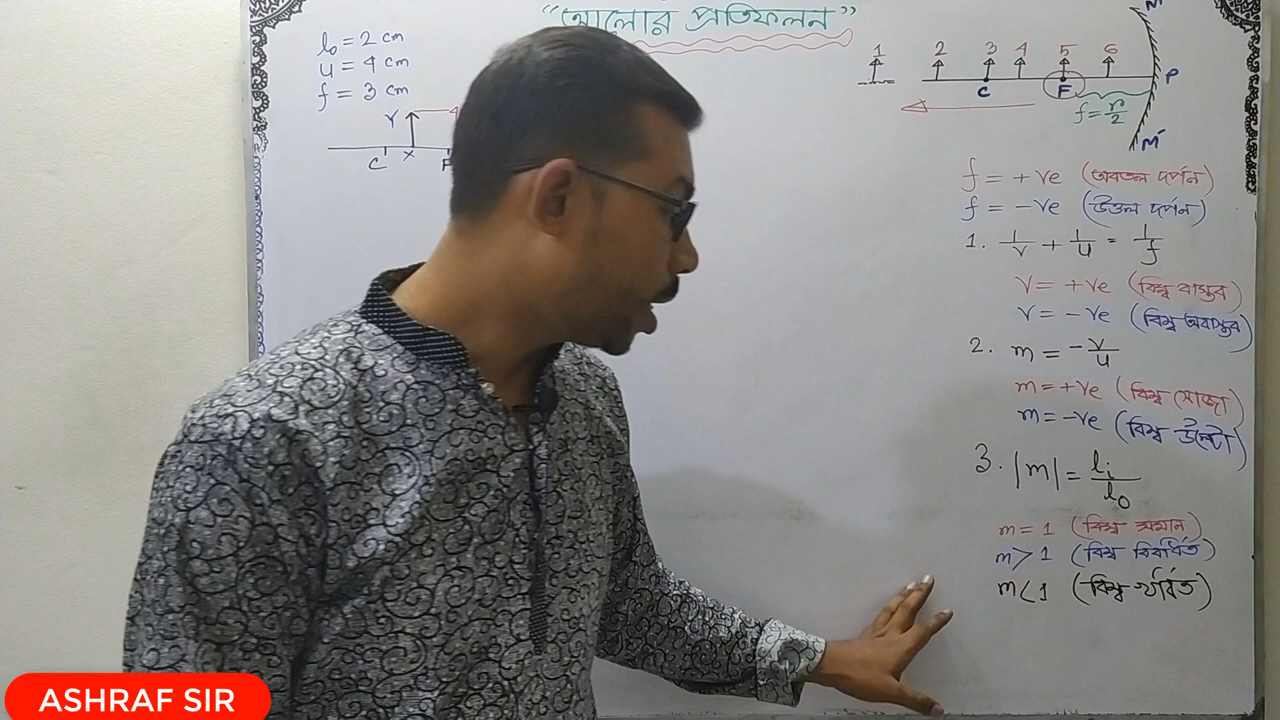 “আলোর প্রতিফলন”
l₀ = 2 cm
u = 4 cm
f = 3 cm
Y
C X F
1 2 3 4 5 6
M
C F P
f = r/2
M'
f = +ve (অবতল দর্পন)
f = -ve (উত্তল দর্পন)
1. 1/v + 1/u = 1/f
v = +ve (বিম্ব বাস্তব)
v = -ve (বিম্ব অবাস্তব)
2. m = -v/u
m = +ve (বিম্ব সোজা)
m = -ve (বিম্ব উল্টো)
3. |m| = lᵢ/l₀
m = 1 (বিম্ব সমান)
m > 1 (বিম্ব বিবর্ধিত)
m < 1 (বিম্ব খর্বিত)
ASHRAF SIR